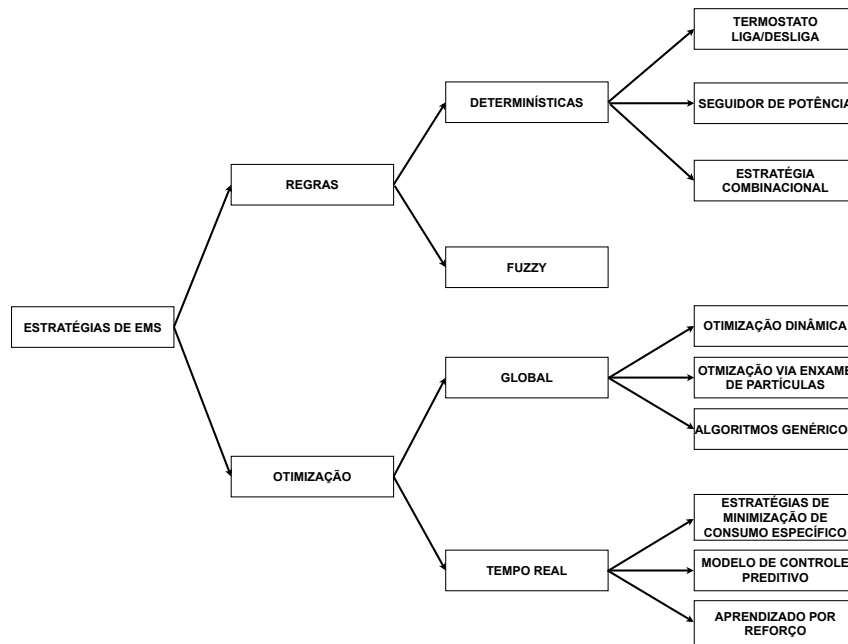 ESTRATÉGIAS DE EMS
REGRAS
OTIMIZAÇÃO
DETERMINÍSTICAS
FUZZY
GLOBAL
TEMPO REAL
TERMOSTATO
LIGA/DESLIGA
SEGUIDOR DE POTÊNCIA
ESTRATÉGIA
COMBINACIONAL
OTIMIZAÇÃO DINÂMICA
OTMIZAÇÃO VIA ENXAME
DE PARTÍCULAS
ALGORITMOS GENÉRICO
ESTRATÉGIAS DE
MINIMIZAÇÃO DE
CONSUMO ESPECÍFICO
MODELO DE CONTROLE
PREDITIVO
APRENDIZADO POR
REFORÇO